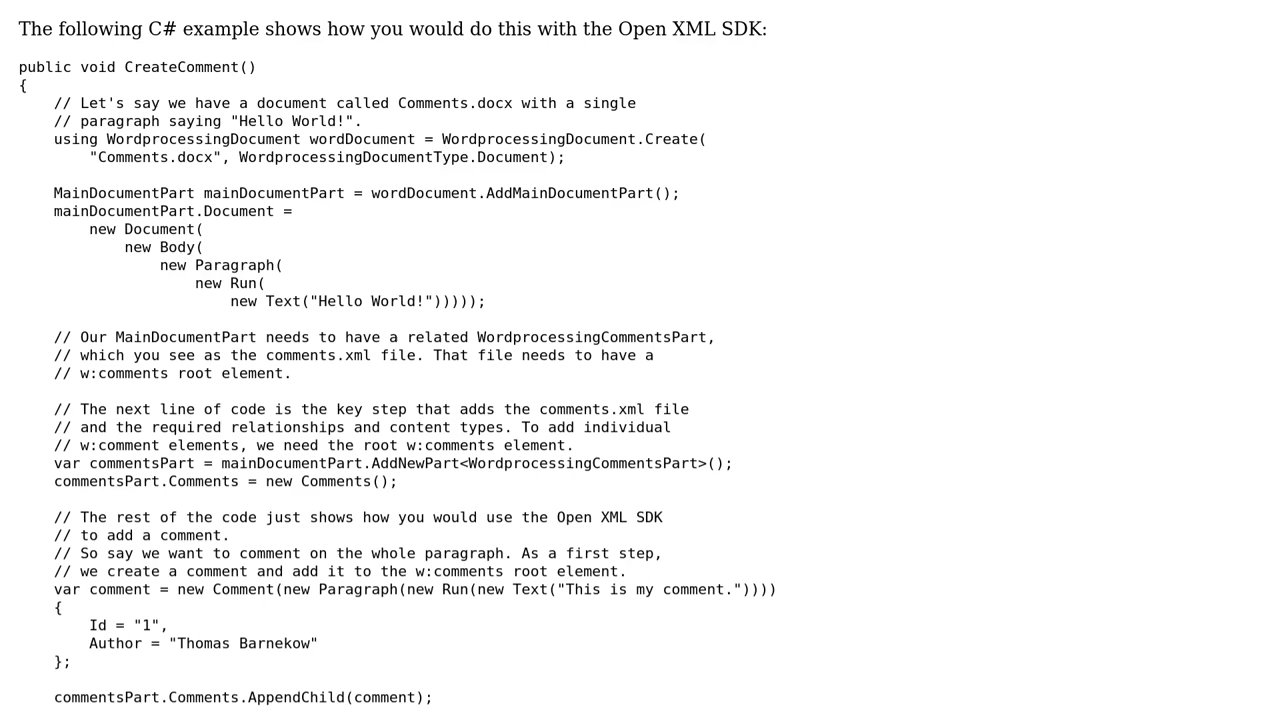 The following C# example shows how you would do this with the Open XML SDK:
public void CreateComment()
{
    // Let's say we have a document called Comments.docx with a single
    // paragraph saying "Hello World!".
    using WordprocessingDocument wordDocument = WordprocessingDocument.Create(
        "Comments.docx", WordprocessingDocumentType.Document);

    MainDocumentPart mainDocumentPart = wordDocument.AddMainDocumentPart();
    mainDocumentPart.Document =
        new Document(
            new Body(
                new Paragraph(
                    new Run(
                        new Text("Hello World!")))));

    // Our MainDocumentPart needs to have a related WordprocessingCommentsPart,
    // which you see as the comments.xml file. That file needs to have a
    // w:comments root element.

    // The next line of code is the key step that adds the comments.xml file
    // and the required relationships and content types. To add individual
    // w:comment elements, we need the root w:comments element.
    var commentsPart = mainDocumentPart.AddNewPart<WordprocessingCommentsPart>();
    commentsPart.Comments = new Comments();

    // The rest of the code just shows how you would use the Open XML SDK
    // to add a comment.
    // So say we want to comment on the whole paragraph. As a first step,
    // we create a comment and add it to the w:comments root element.
    var comment = new Comment(new Paragraph(new Run(new Text("This is my comment."))))
    {
        Id = "1",
        Author = "Thomas Barnekow"
    };

    commentsPart.Comments.AppendChild(comment);